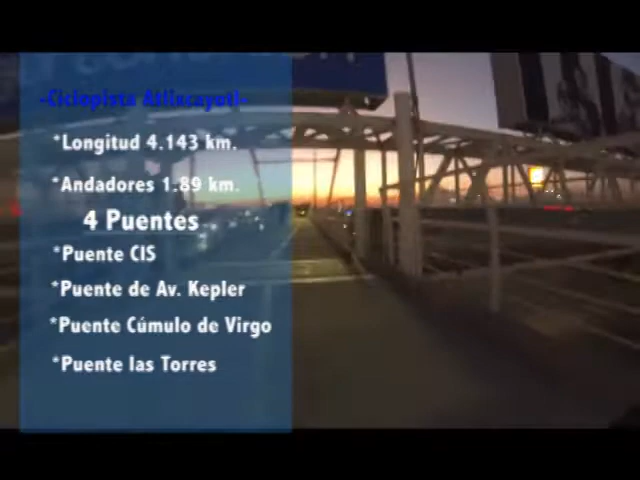 -Ciclopista Atlixcayotl-
*Longitud 4.143 km.
*Andadores 1.89 km.
4 Puentes
*Puente CIS
*Puente de Av. Kepler
*Puente Cúmulo de Virgo
*Puente las Torres